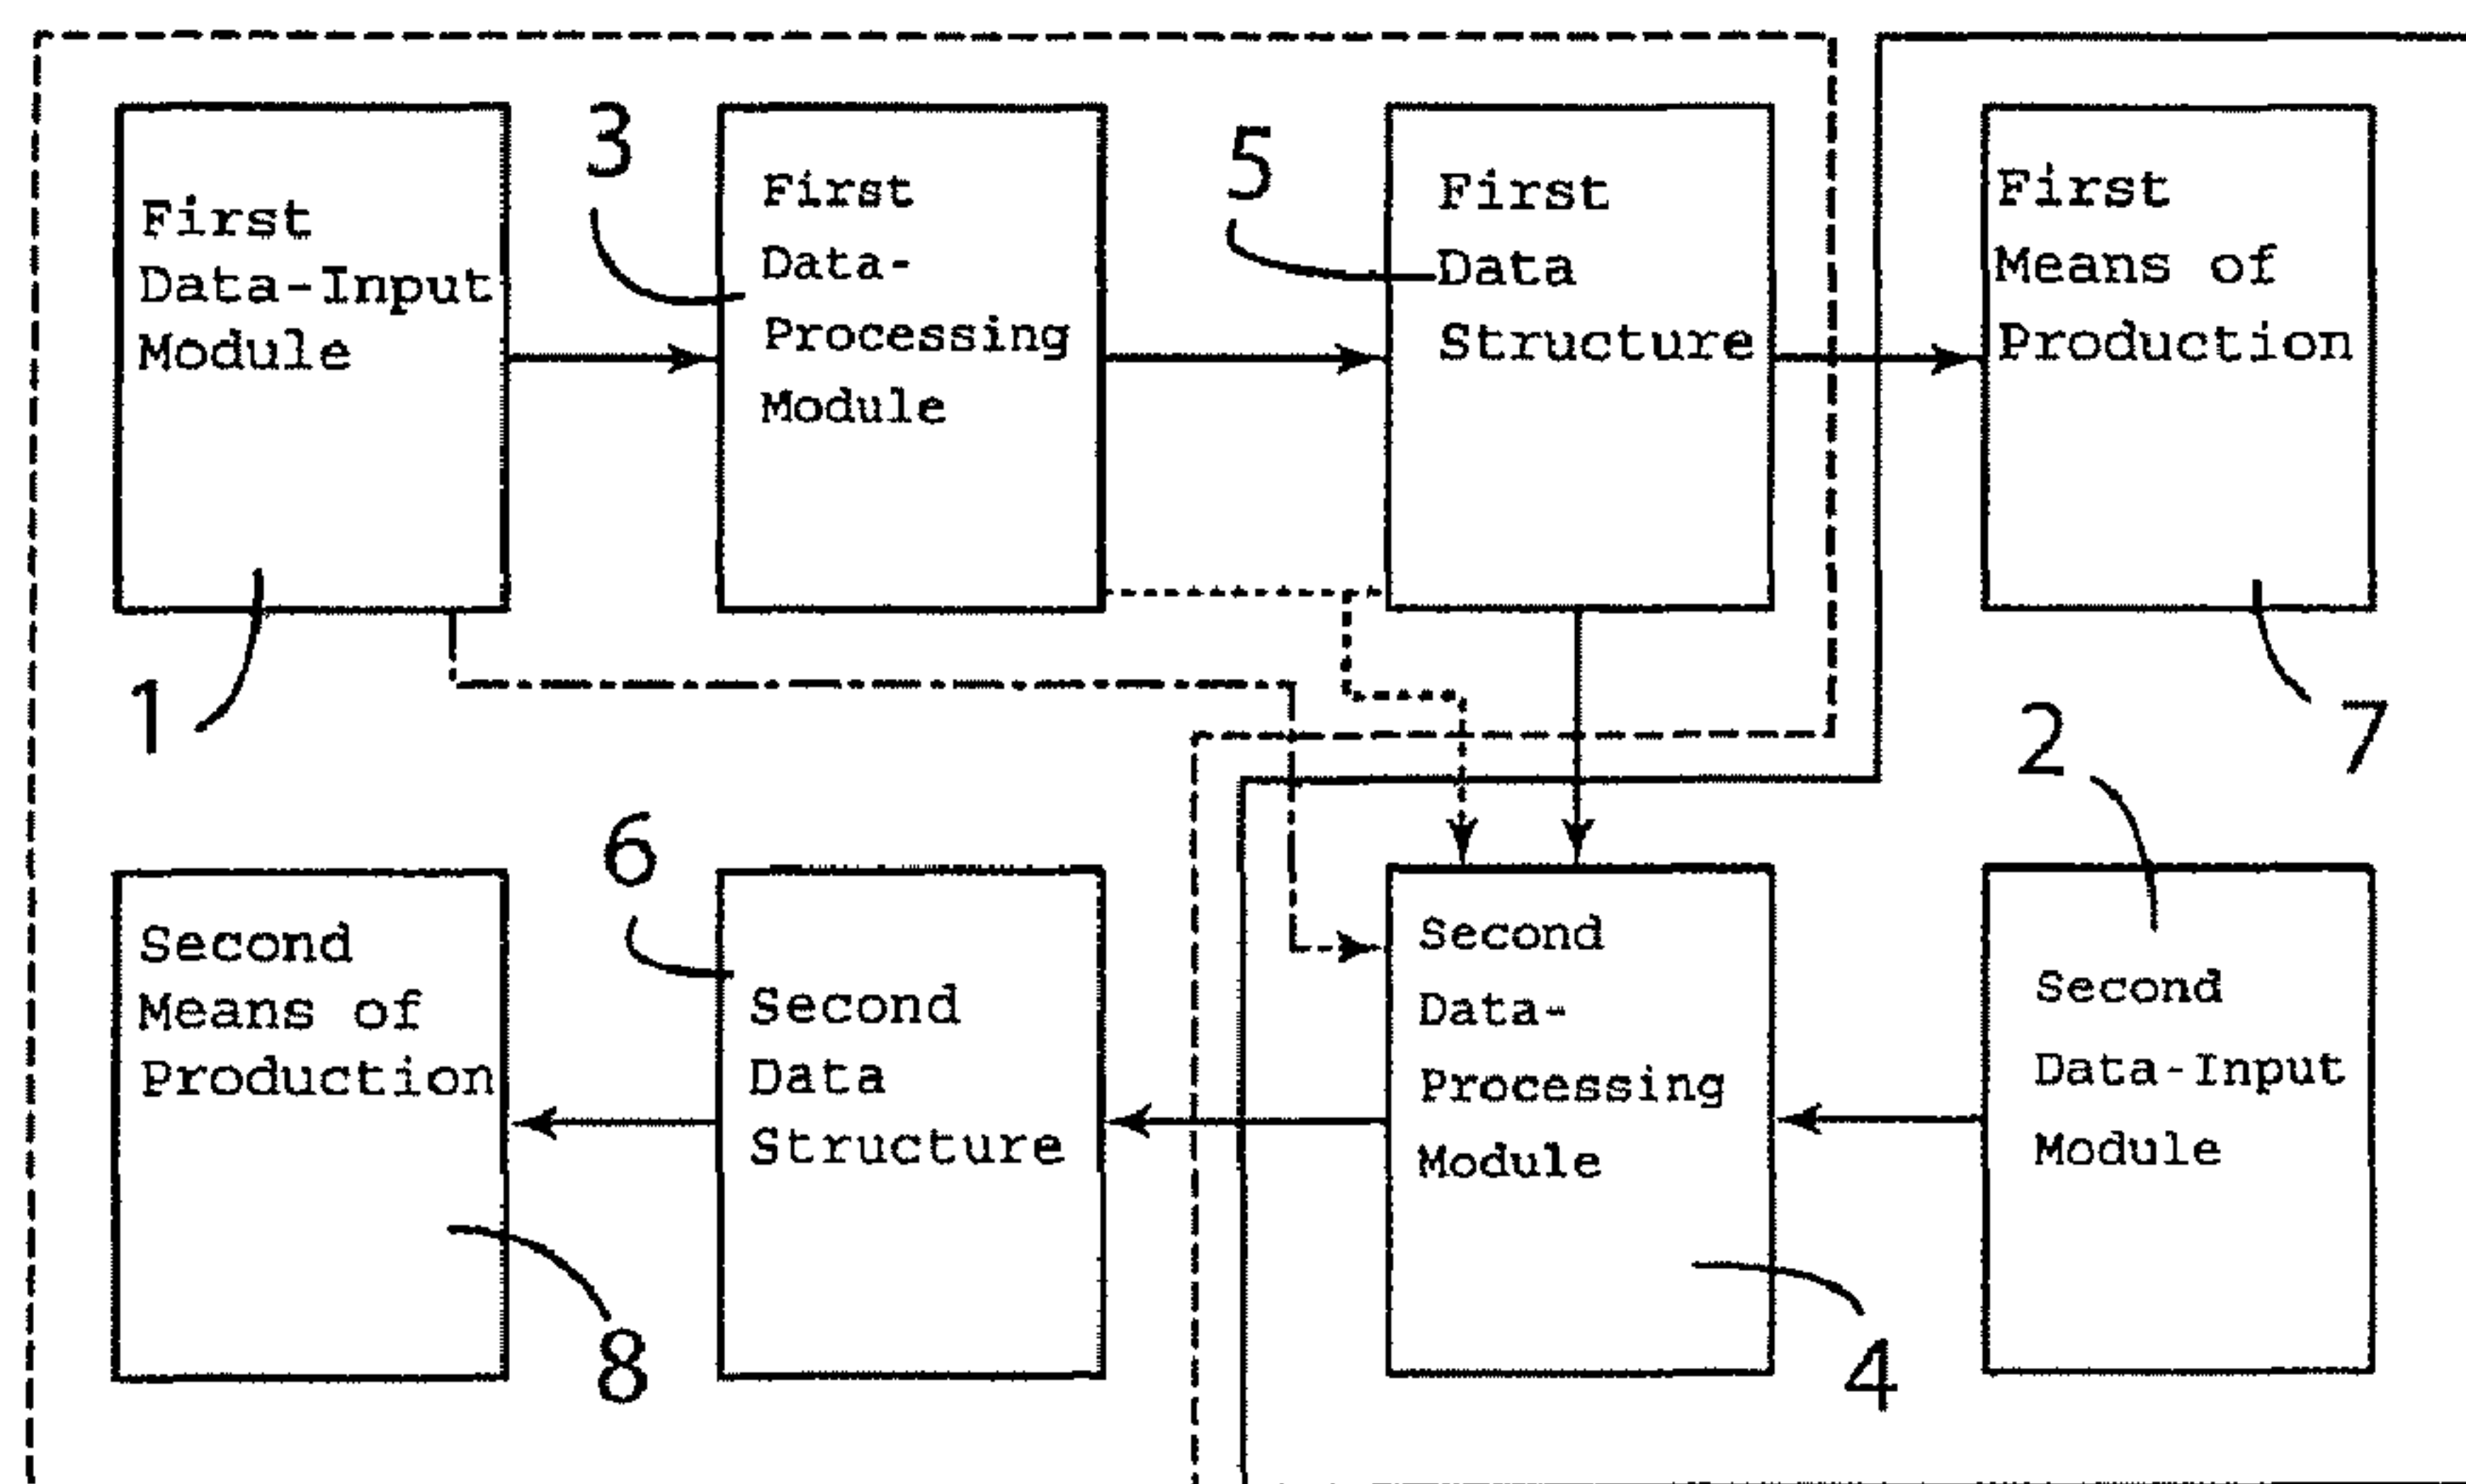 First
Data-Input
Module
1
3
First
Data-
Processing
Module
5
First
Data
Structure
First
Means of
Production
7
Second
Means of
Production
8
6
Second
Data
Structure
Second
Data-
Processing
Module
4
2
Second
Data-Input
Module